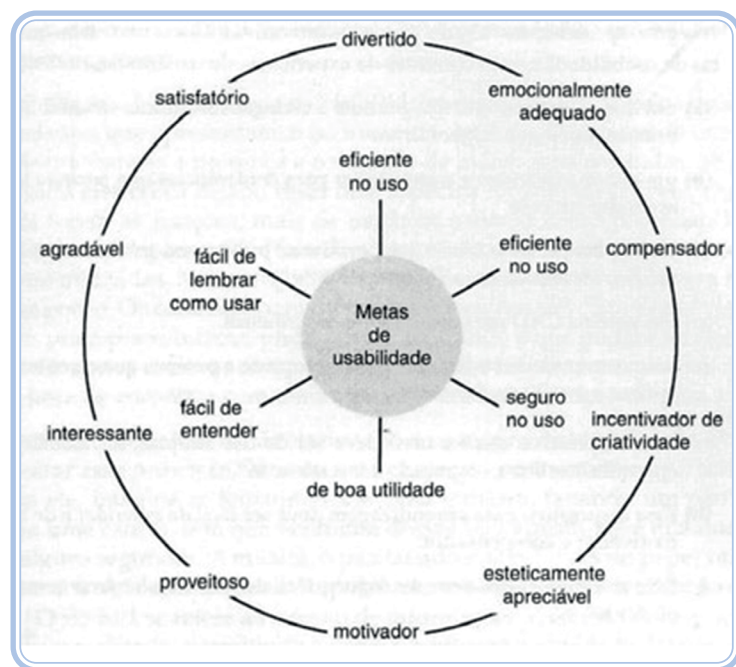 divertido
satisfatório
emocionalmente
adequado
eficiente
no uso
agradável
fácil de
lembrar
como usar
eficiente
no uso
compensador
Metas
de
usabilidade
interessante
fácil de
entender
seguro
no uso
incentivador de
criatividade
de boa utilidade
proveitoso
esteticamente
apreciável
motivador